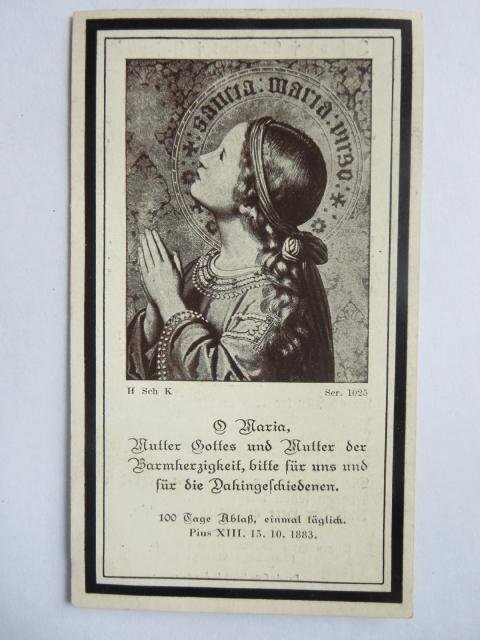 sancta : maria : virgo
H Sch K
Ser. 1025
O Maria,
Mutter Gottes und Mutter der
Barmherzigkeit, bitte für uns und
für die Dahingeschiedenen.
100 Tage Ablaß, einmal täglich.
Pius XIII. 15. 10. 1883.